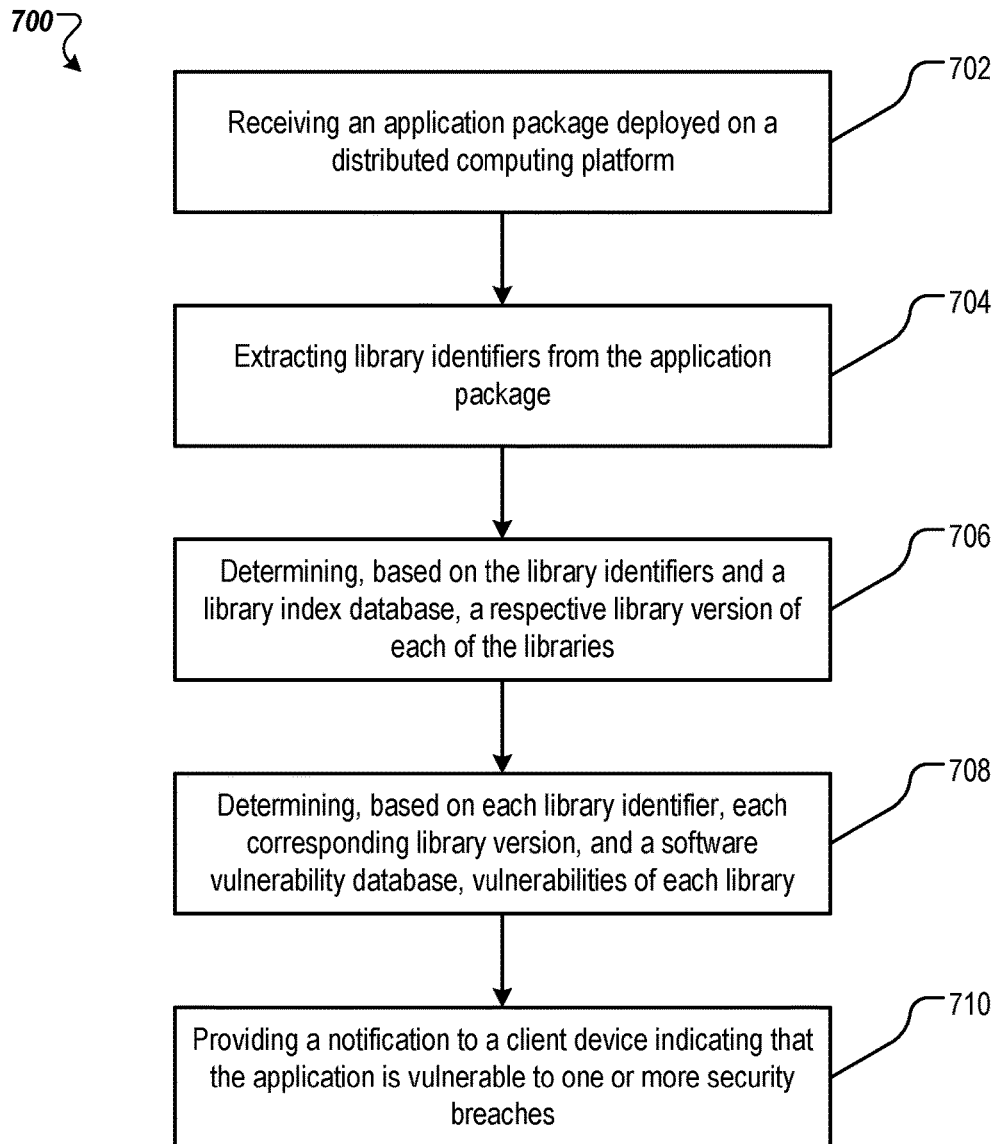 700
702
Receiving an application package deployed on a
distributed computing platform
704
Extracting library identifiers from the application
package
706
Determining, based on the library identifiers and a
library index database, a respective library version of
each of the libraries
708
Determining, based on each library identifier, each
corresponding library version, and a software
vulnerability database, vulnerabilities of each library
710
Providing a notification to a client device indicating that
the application is vulnerable to one or more security
breaches